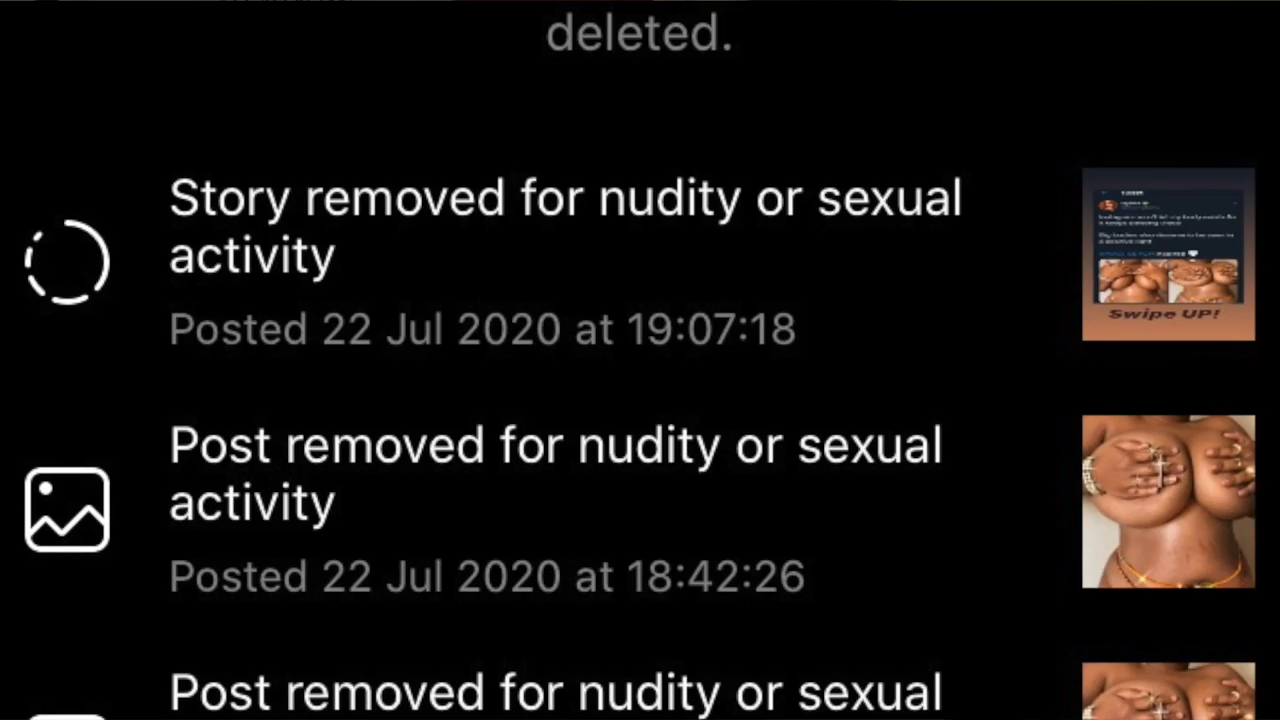 deleted.
Story removed for nudity or sexual
activity
Posted 22 Jul 2020 at 19:07:18
Swipe UP!
Post removed for nudity or sexual
activity
Posted 22 Jul 2020 at 18:42:26
Post removed for nudity or sexual